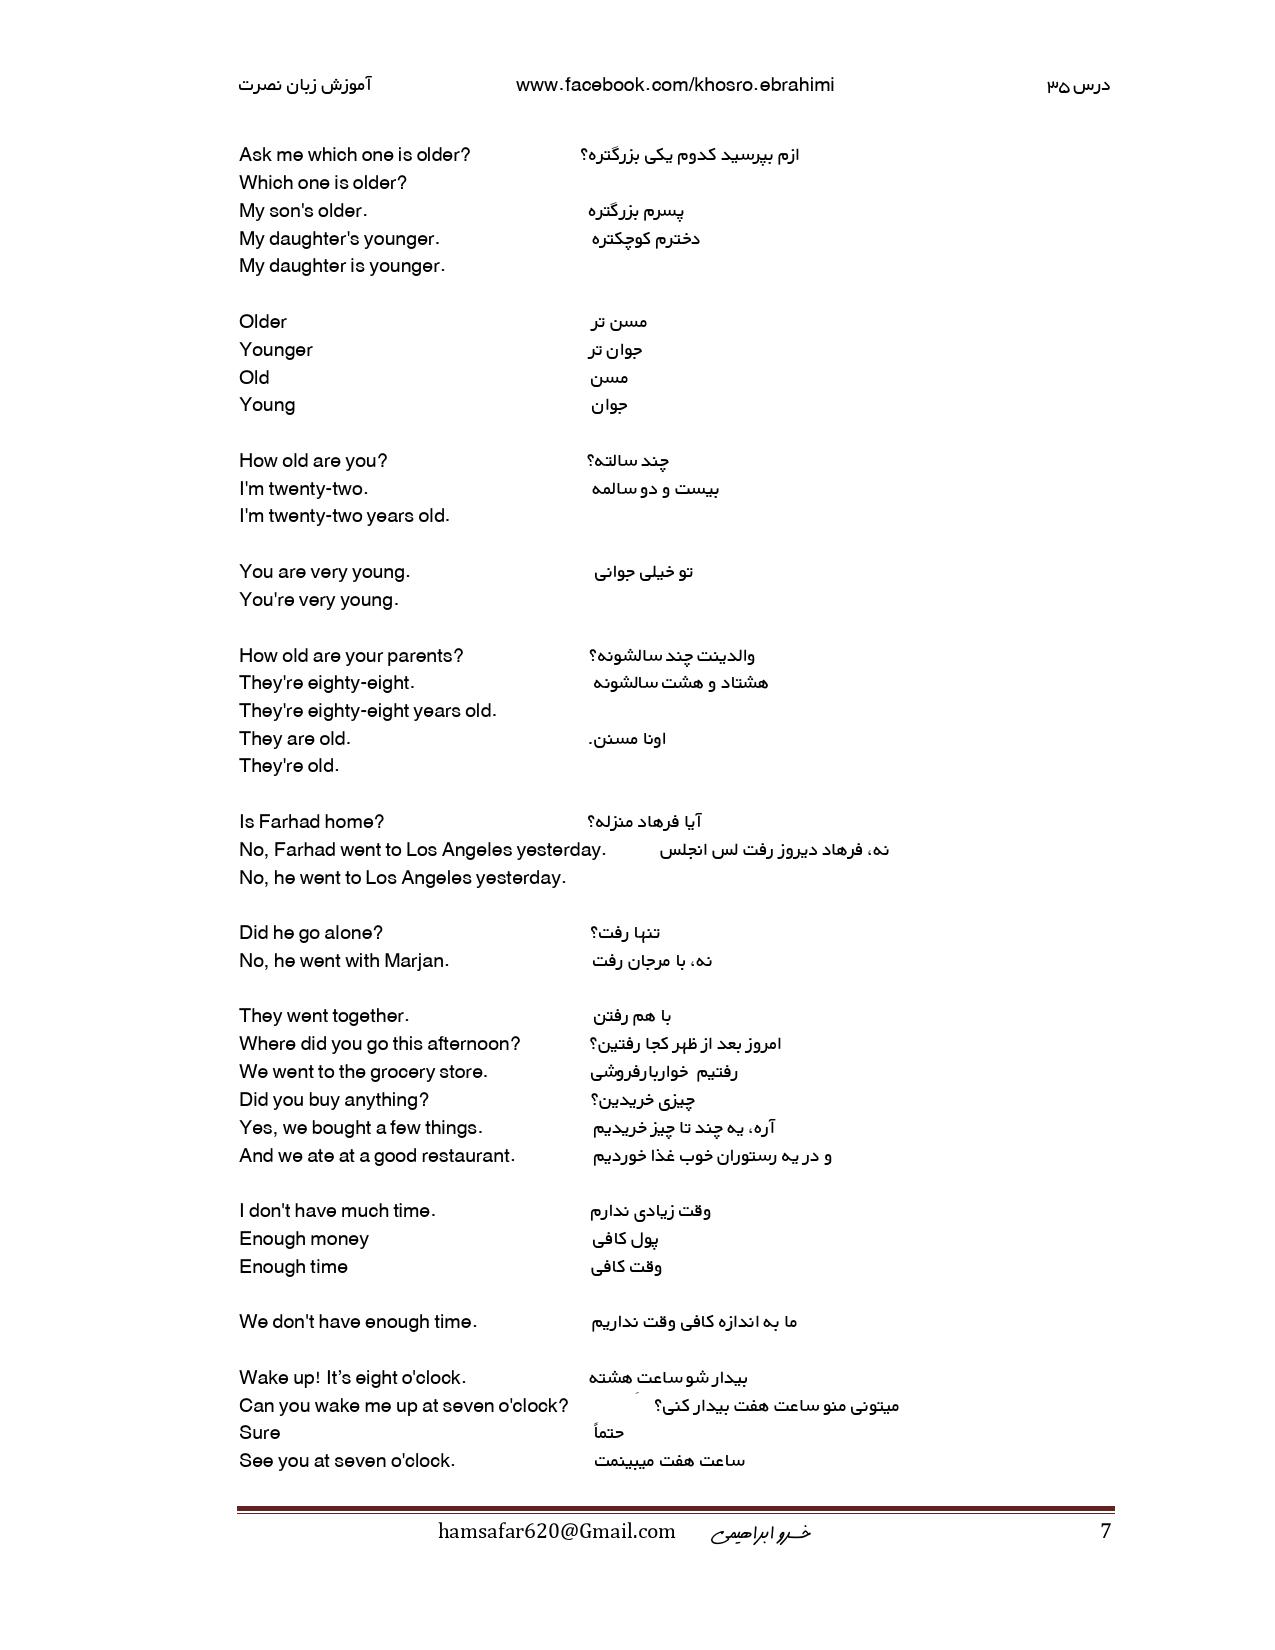 آموزش زبان نصرت www.facebook.com/khosro.ebrahimi درس ۳۵
Ask me which one is older? ازم بپرسید کدوم یکی بزرگتره؟
Which one is older?
My son's older. پسرم بزرگتره
My daughter's younger. دخترم کوچکتره
My daughter is younger.
Older مسن تر
Younger جوان تر
Old مسن
Young جوان
How old are you? چند سالته؟
I'm twenty-two. بیست و دو سالمه
I'm twenty-two years old.
You are very young. تو خیلی جوانی
You're very young.
How old are your parents? والدینت چند سالشونه؟
They're eighty-eight. هشتاد و هشت سالشونه
They're eighty-eight years old.
They are old. اونا مسنن.
They're old.
Is Farhad home? آیا فرهاد منزله؟
No, Farhad went to Los Angeles yesterday. نه، فرهاد دیروز رفت لس انجلس
No, he went to Los Angeles yesterday.
Did he go alone? تنها رفت؟
No, he went with Marjan. نه، با مرجان رفت
They went together. با هم رفتن
Where did you go this afternoon? امروز بعد از ظهر کجا رفتین؟
We went to the grocery store. رفتیم خواربارفروشی
Did you buy anything? چیزی خریدین؟
Yes, we bought a few things. آره، یه چند تا چیز خریدیم
And we ate at a good restaurant. و در یه رستوران خوب غذا خوردیم
I don't have much time. وقت زیادی ندارم
Enough money پول کافی
Enough time وقت کافی
We don't have enough time. ما به اندازه کافی وقت نداریم
Wake up! It’s eight o'clock. بیدار شو ساعت هشته
Can you wake me up at seven o'clock? میتونی منو ساعت هفت بیدار کنی؟
Sure حتماً
See you at seven o'clock. ساعت هفت میبینمت
hamsafar620@Gmail.com خسرو ابراهیمی 7